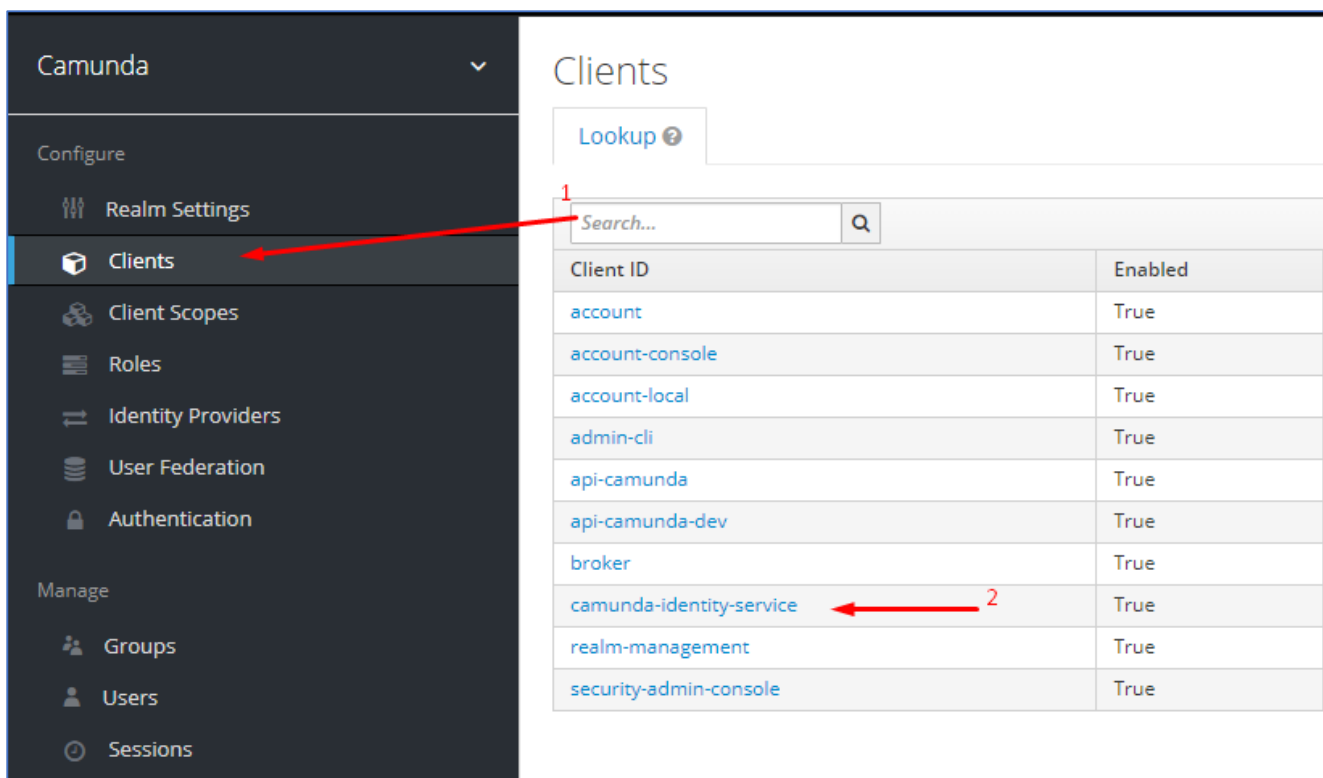 Camunda
Configure
Realm Settings
Clients
Client Scopes
Roles
Identity Providers
User Federation
Authentication
Manage
Groups
Users
Sessions
Clients
Lookup ?
1
Search...
Client ID Enabled
account True
account-console True
account-local True
admin-cli True
api-camunda True
api-camunda-dev True
broker True
camunda-identity-service 2 True
realm-management True
security-admin-console True